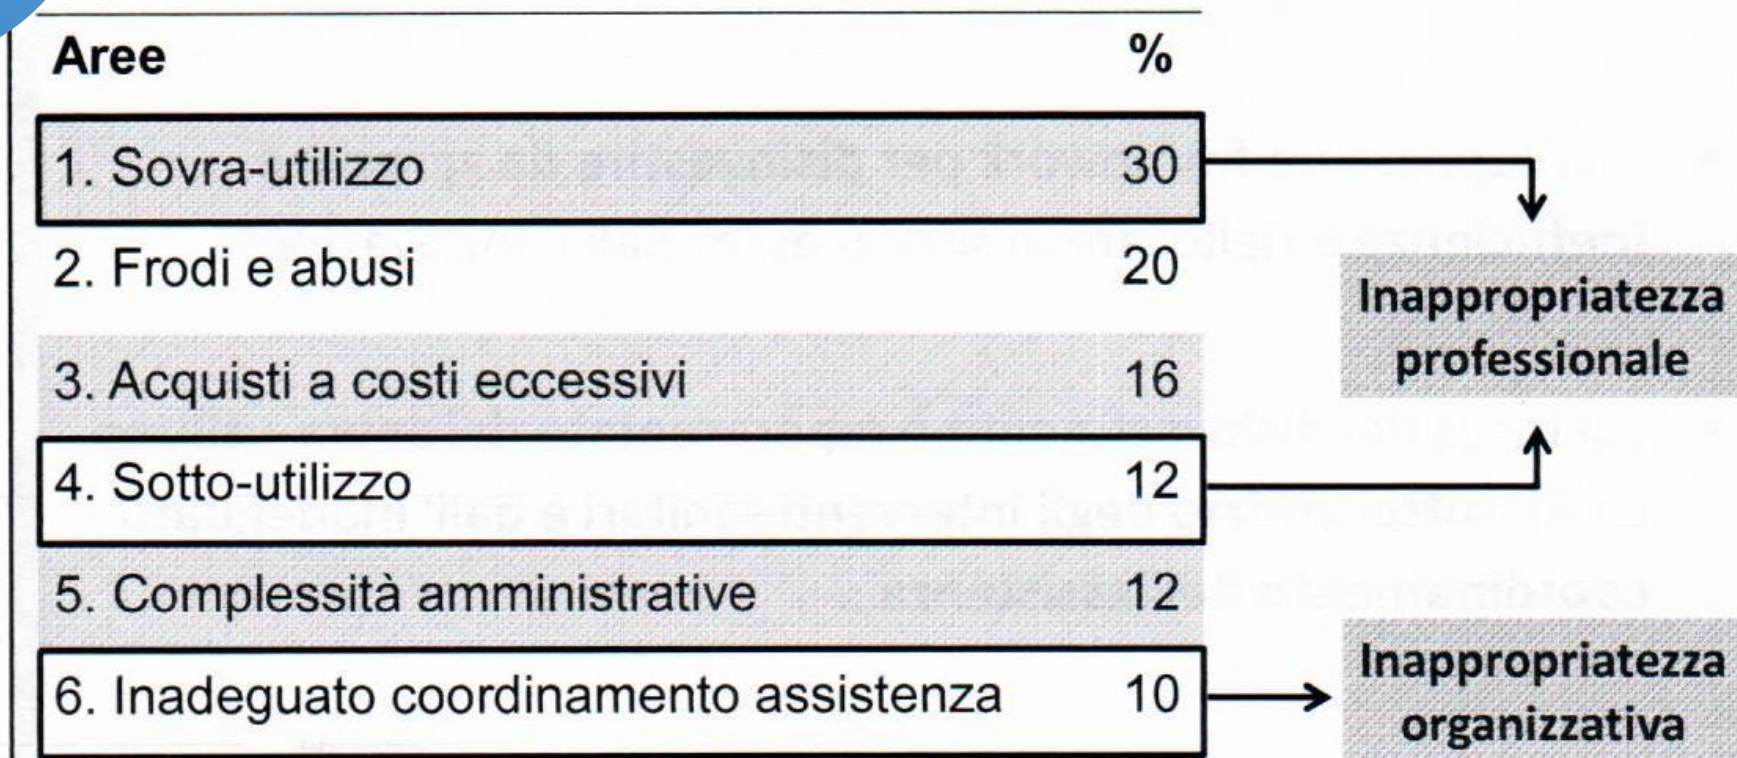 Aree %
1. Sovra-utilizzo 30
2. Frodi e abusi 20
Inappropriatezza
professionale
3. Acquisti a costi eccessivi 16
4. Sotto-utilizzo 12
5. Complessità amministrative 12
6. Inadeguato coordinamento assistenza 10
Inappropriatezza
organizzativa